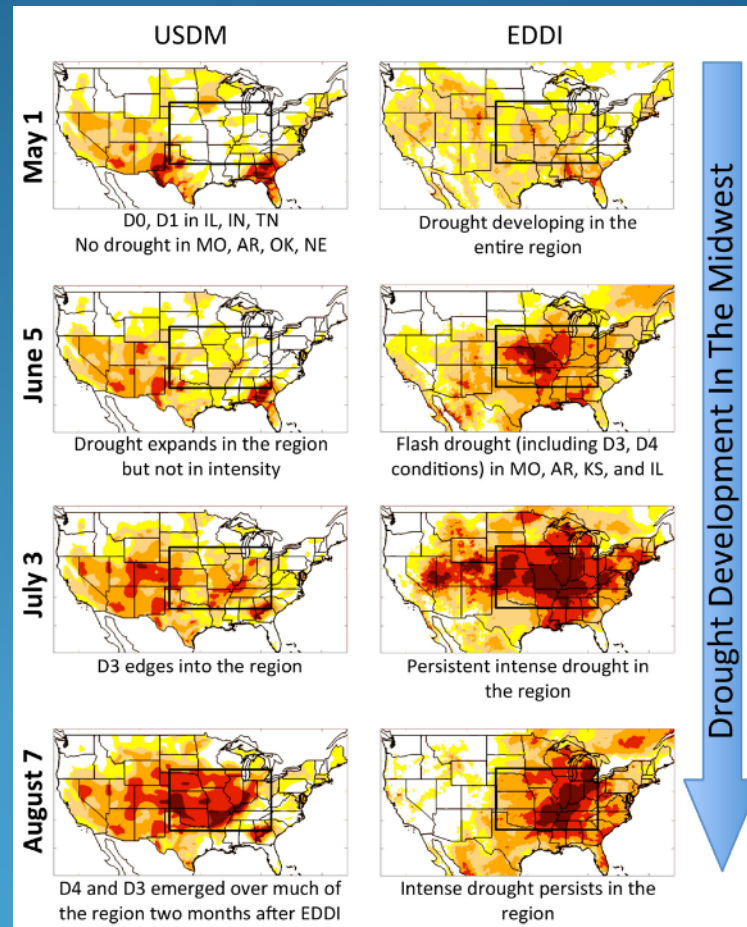 USDM
EDDI
May 1
D0, D1 in IL, IN, TN
No drought in MO, AR, OK, NE
Drought developing in the
entire region
June 5
Drought expands in the region
but not in intensity
Flash drought (including D3, D4
conditions) in MO, AR, KS, and IL
July 3
D3 edges into the region
Persistent intense drought in
the region
August 7
D4 and D3 emerged over much of
the region two months after EDDI
Intense drought persists in the
region
Drought Development In The Midwest